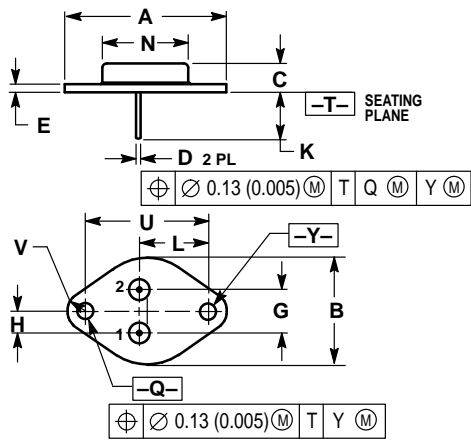 A
N
C
E
–T– SEATING PLANE
K
D 2 PL
⌖ ∅ 0.13 (0.005) Ⓜ T Q Ⓜ Y Ⓜ
U
V
L
–Y–
2
H
G
B
1
–Q–
⌖ ∅ 0.13 (0.005) Ⓜ T Y Ⓜ